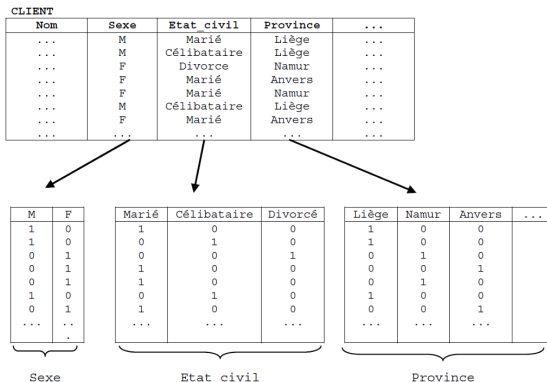 CLIENT
Nom Sexe Etat_civil Province ...
... M Marié Liège ...
... M Célibataire Liège ...
... F Divorce Namur ...
... F Marié Anvers ...
... F Marié Namur ...
... M Célibataire Liège ...
... F Marié Anvers ...
... ... ... ... ...
M F Marié Célibataire Divorcé Liège Namur Anvers ...
1 0 1 0 0 1 0 0
1 0 0 1 0 1 0 0
0 1 0 0 1 0 1 0
0 1 1 0 0 0 0 1
0 1 1 0 0 0 1 0
1 0 0 1 0 1 0 0
0 1 1 0 0 0 0 1
... ... ... ... ... ... ...
Sexe Etat civil Province